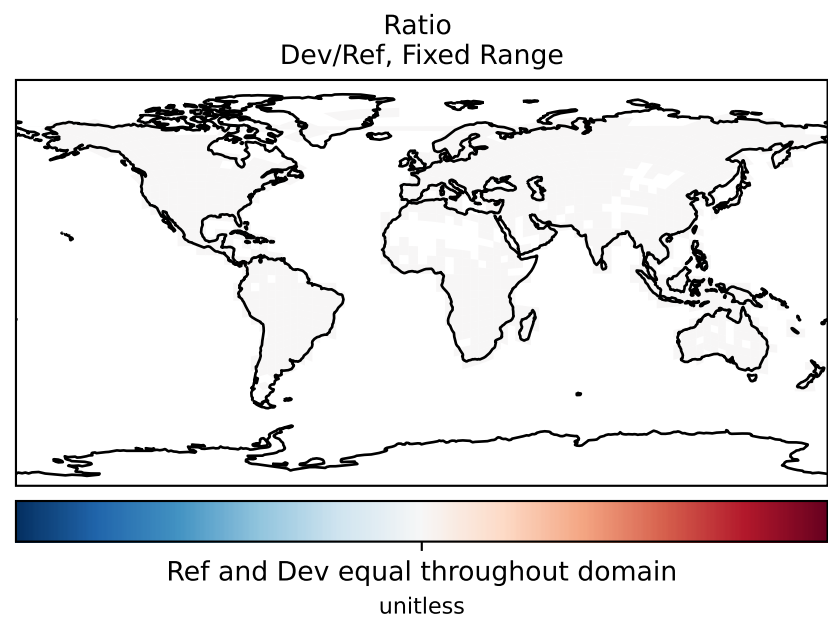 Ratio
Dev/Ref, Fixed Range
Ref and Dev equal throughout domain
unitless